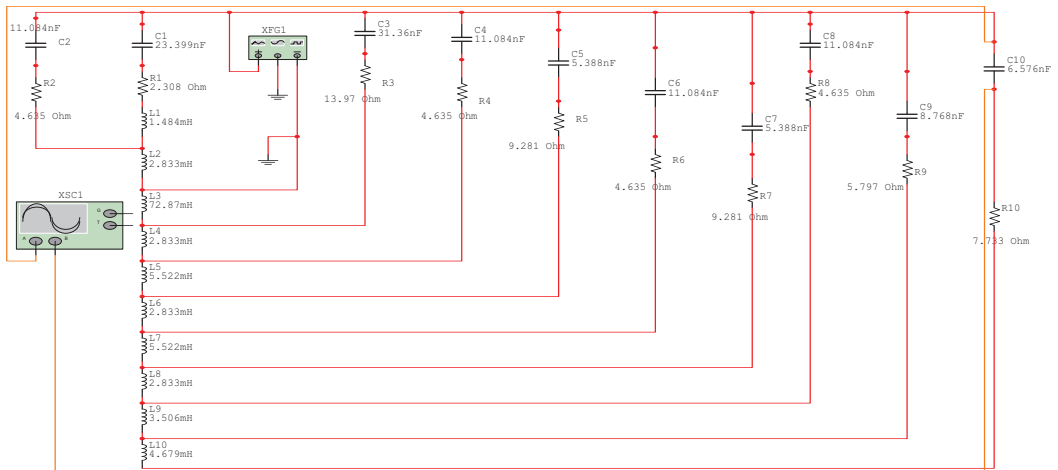 11.084nF
C2
R2
4.635 Ohm
C1
23.399nF
R1
2.308 Ohm
L1
1.484mH
L2
2.833mH
L3
72.87mH
L4
2.833mH
L5
5.522mH
L6
2.833mH
L7
5.522mH
L8
2.833mH
L9
3.506mH
L10
4.679mH
XSC1
G
T
A
B
XFG1
C3
31.36nF
R3
13.97 Ohm
C4
11.084nF
R4
4.635 Ohm
C5
5.388nF
R5
9.281 Ohm
C6
11.084nF
R6
4.635 Ohm
C7
5.388nF
R7
9.281 Ohm
C8
11.084nF
R8
4.635 Ohm
C9
8.768nF
R9
5.797 Ohm
C10
6.576nF
R10
7.733 Ohm